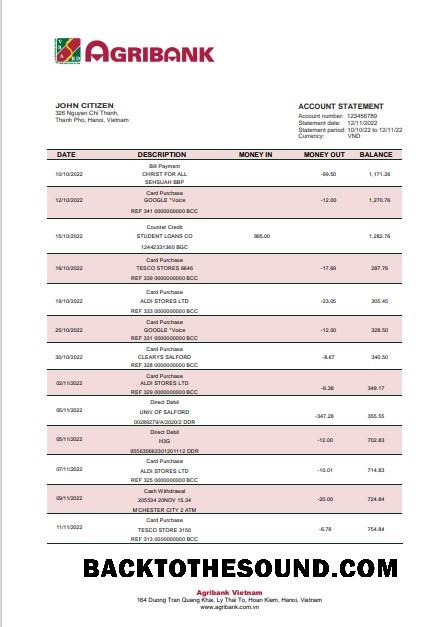 VBARD
AGRIBANK
JOHN CITIZEN
326 Nguyen Chi Thanh,
Thanh Pho, Hanoi, Vietnam
ACCOUNT STATEMENT
Account number: 123456789
Statement date: 12/11/2022
Statement period: 10/10/22 to 12/11/22
Currency: VND
DATE DESCRIPTION MONEY IN MONEY OUT BALANCE
Bill Payment
10/10/2022 CHRIST FOR ALL -99.50 1,171.26
SEHSUAH BBP
Card Purchase
12/10/2022 GOOGLE *Voice -12.00 1,270.76
REF 341 0000000000 BCC
Counter Credit
15/10/2022 STUDENT LOANS CO 995.00 1,282.76
12442331360 BGC
Card Purchase
16/10/2022 TESCO STORES 6646 -17.69 287.76
REF 339 0000000000 BCC
Card Purchase
19/10/2022 ALDI STORES LTD -23.05 305.45
REF 333 0000000000 BCC
Card Purchase
25/10/2022 GOOGLE *Voice -12.00 328.50
REF 331 0000000000 BCC
Card Purchase
30/10/2022 CLEARYS SALFORD -8.67 340.50
REF 328 0000000000 BCC
Card Purchase
02/11/2022 ALDI STORES LTD -6.38 349.17
REF 329 0000000000 BCC
Direct Debit
05/11/2022 UNIV OF SALFORD -347.28 355.55
00289279/A/2020/2 DDR
Direct Debit
05/11/2022 H3G -12.00 702.83
955635663301201112 DDR
Card Purchase
07/11/2022 ALDI STORES LTD -10.01 714.83
REF 325 0000000000 BCC
Cash Withdrawal
09/11/2022 205534 20NOV 15.34 -20.00 724.84
MCHESTER CITY 2 ATM
Card Purchase
11/11/2022 TESCO STORE 3150 -6.78 754.84
REF 313 0000000000 BCC
BACKTOTHESOUND.COM
Agribank Vietnam
164 Duong Tran Quang Khai, Ly Thai To, Hoan Kiem, Hanoi, Vietnam
www.agribank.com.vn